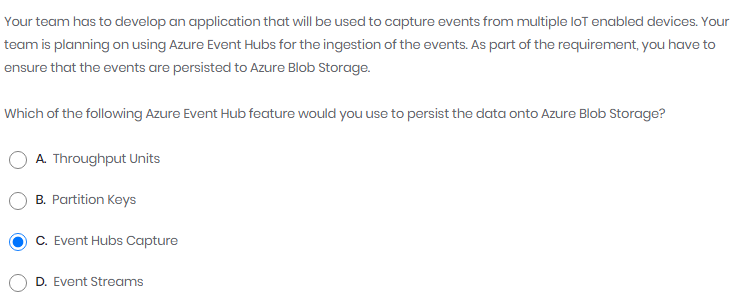 Your team has to develop an application that will be used to capture events from multiple IoT enabled devices. Your
team is planning on using Azure Event Hubs for the ingestion of the events. As part of the requirement, you have to
ensure that the events are persisted to Azure Blob Storage.
Which of the following Azure Event Hub feature would you use to persist the data onto Azure Blob Storage?
A. Throughput Units
B. Partition Keys
C. Event Hubs Capture
D. Event Streams